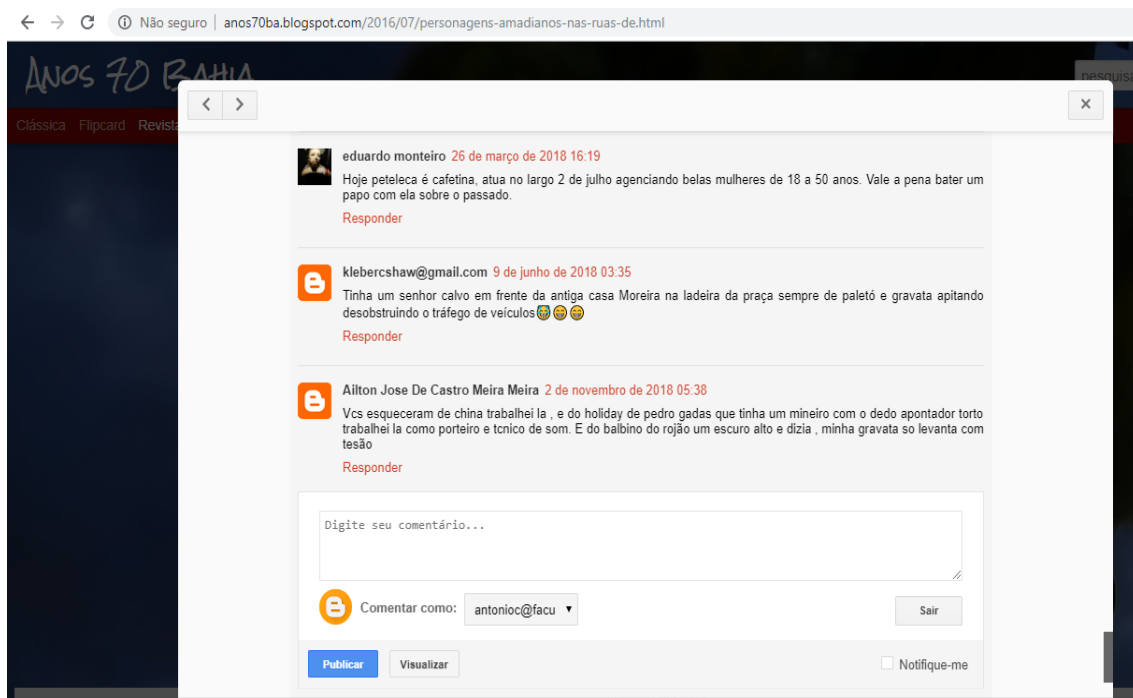 Não seguro | anos70ba.blogspot.com/2016/07/personagens-amadianos-nas-ruas-de.html
ANOS 70 BAHIA
pesquisa
Clássica Flipcard Revista
eduardo monteiro 26 de março de 2018 16:19
Hoje peteleca é cafetina, atua no largo 2 de julho agenciando belas mulheres de 18 a 50 anos. Vale a pena bater um
papo com ela sobre o passado.
Responder
klebercshaw@gmail.com 9 de junho de 2018 03:35
Tinha um senhor calvo em frente da antiga casa Moreira na ladeira da praça sempre de paletó e gravata apitando
desobstruindo o tráfego de veículos
Responder
Ailton Jose De Castro Meira Meira 2 de novembro de 2018 05:38
Vcs esqueceram de china trabalhei la , e do holiday de pedro gadas que tinha um mineiro com o dedo apontador torto
trabalhei la como porteiro e tcnico de som. E do balbino do rojão um escuro alto e dizia , minha gravata so levanta com
tesão
Responder
Digite seu comentário...
Comentar como: antonioc@facu
Sair
Publicar Visualizar Notifique-me